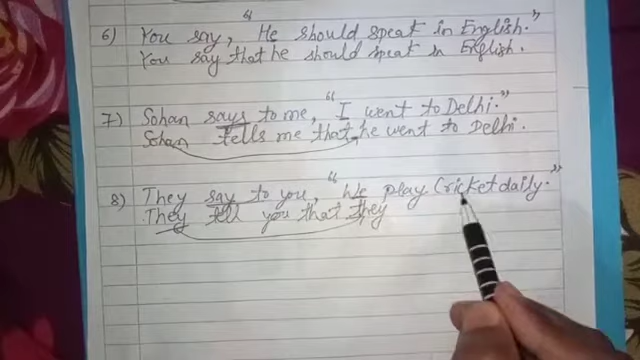 6) You say, "He should speak in English."
You say that he should speak in English.
7) Sohan says to me, "I went to Delhi."
Sohan tells me that he went to Delhi.
8) They say to you, "We play Cricket daily."
They tell you that they